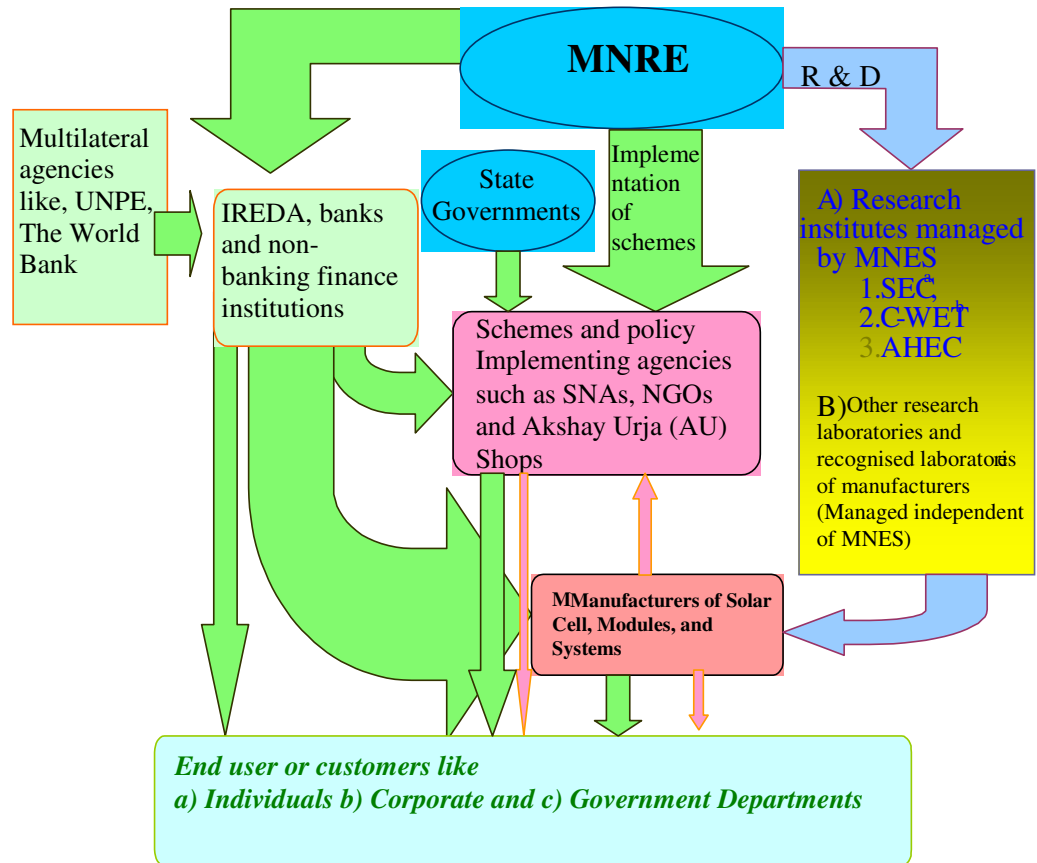 MNRE
R & D
Multilateral
agencies
like, UNPE,
The World
Bank
IREDA, banks
and non-
banking finance
institutions
State
Governments
Impleme
ntation
of
schemes
Schemes and policy
Implementing agencies
such as SNAs, NGOs
and Akshay Urja (AU)
Shops
A) Research
institutes managed
by MNES
1.SECa,
2.C-WETb
3.AHEC
B)Other research
laboratories and
recognised laboratories
of manufacturers
(Managed independent
of MNES)
MManufacturers of Solar
Cell, Modules, and
Systems
End user or customers like
a) Individuals b) Corporate and c) Government Departments